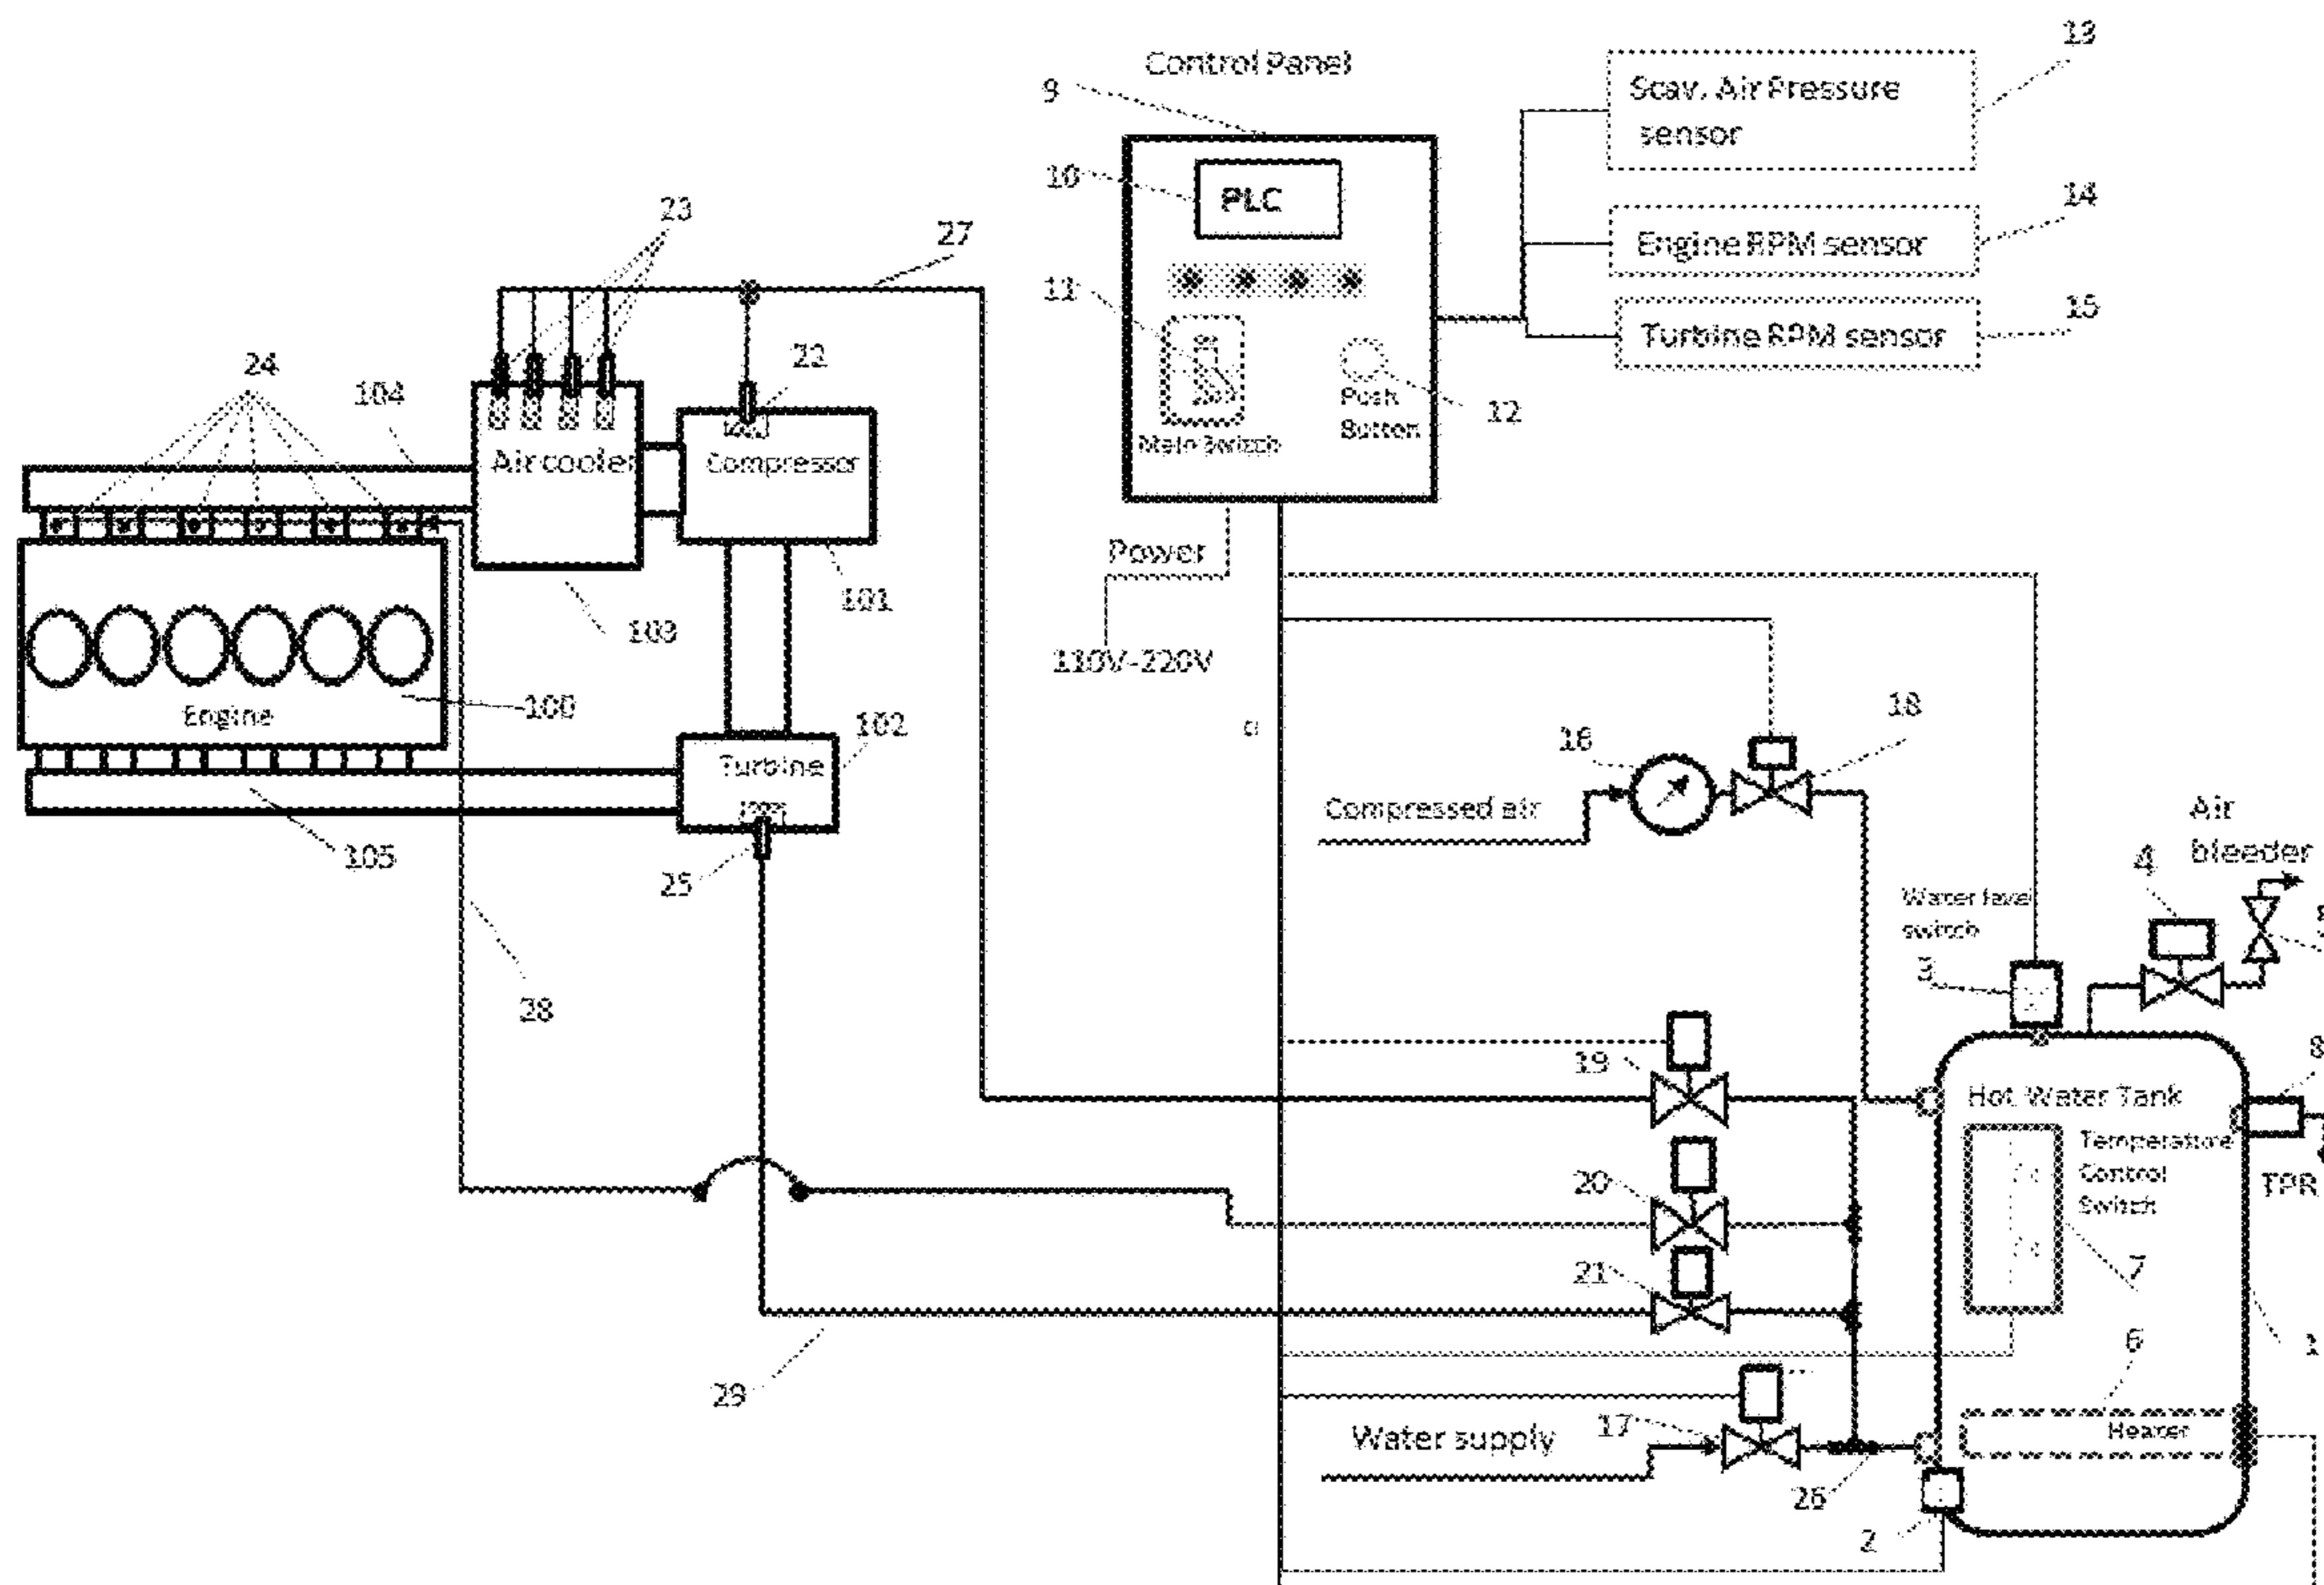 Control Panel
9
10
PLC
11
Main Switch
Push
Button
12
13
Scav. Air Pressure
sensor
14
Engine RPM sensor
15
Turbine RPM sensor
23
27
22
24
104
Air cooler
Compressor
101
103
Engine
100
102
Turbine
105
25
28
Power
110V-220V
16
18
Compressed air
Air
bleeder
4
Water
switch
3
8
19
Hot Water Tank
Temperature
Control
Switch
TPR
20
7
21
1
6
29
Heater
Water supply
17
26
2